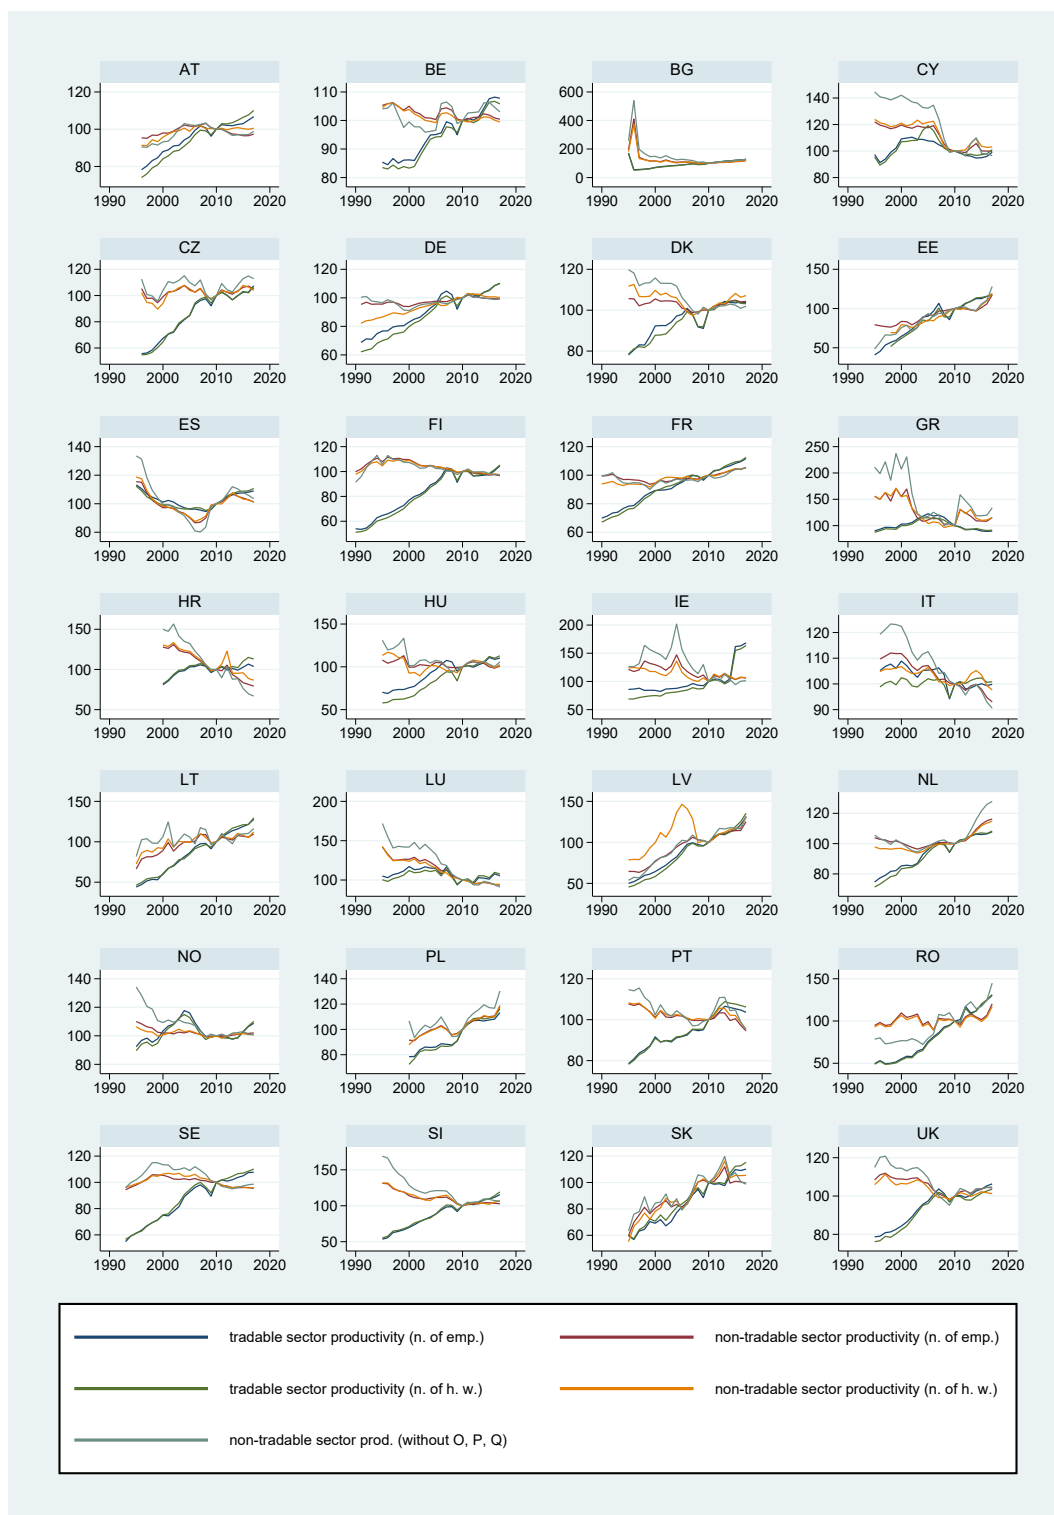 AT BE BG CY
120 110 600 140
100 100 400 120
80 90 200 100
80 0 80
1990 2000 2010 2020 1990 2000 2010 2020 1990 2000 2010 2020 1990 2000 2010 2020
CZ DE DK EE
120 120 120 150
100 100 100 100
80 80 80 50
60 60
1990 2000 2010 2020 1990 2000 2010 2020 1990 2000 2010 2020 1990 2000 2010 2020
ES FI FR GR
140 120 120 250
120 100 100 200
100 80 80 150
80 60 60 100
1990 2000 2010 2020 1990 2000 2010 2020 1990 2000 2010 2020 1990 2000 2010 2020
HR HU IE IT
150 150 200 120
100 100 150 110
50 50 100 100
50 90
1990 2000 2010 2020 1990 2000 2010 2020 1990 2000 2010 2020 1990 2000 2010 2020
LT LU LV NL
150 200 150 120
100 150 100 100
50 100 50 80
1990 2000 2010 2020 1990 2000 2010 2020 1990 2000 2010 2020 1990 2000 2010 2020
NO PL PT RO
140 140 120 150
120 120 100 100
100 100 80 50
80 80
1990 2000 2010 2020 1990 2000 2010 2020 1990 2000 2010 2020 1990 2000 2010 2020
SE SI SK UK
120 150 120 120
100 100 100 100
80 50 80 80
60 60
1990 2000 2010 2020 1990 2000 2010 2020 1990 2000 2010 2020 1990 2000 2010 2020
tradable sector productivity (n. of emp.) non-tradable sector productivity (n. of emp.)
tradable sector productivity (n. of h. w.) non-tradable sector productivity (n. of h. w.)
non-tradable sector prod. (without O, P, Q)